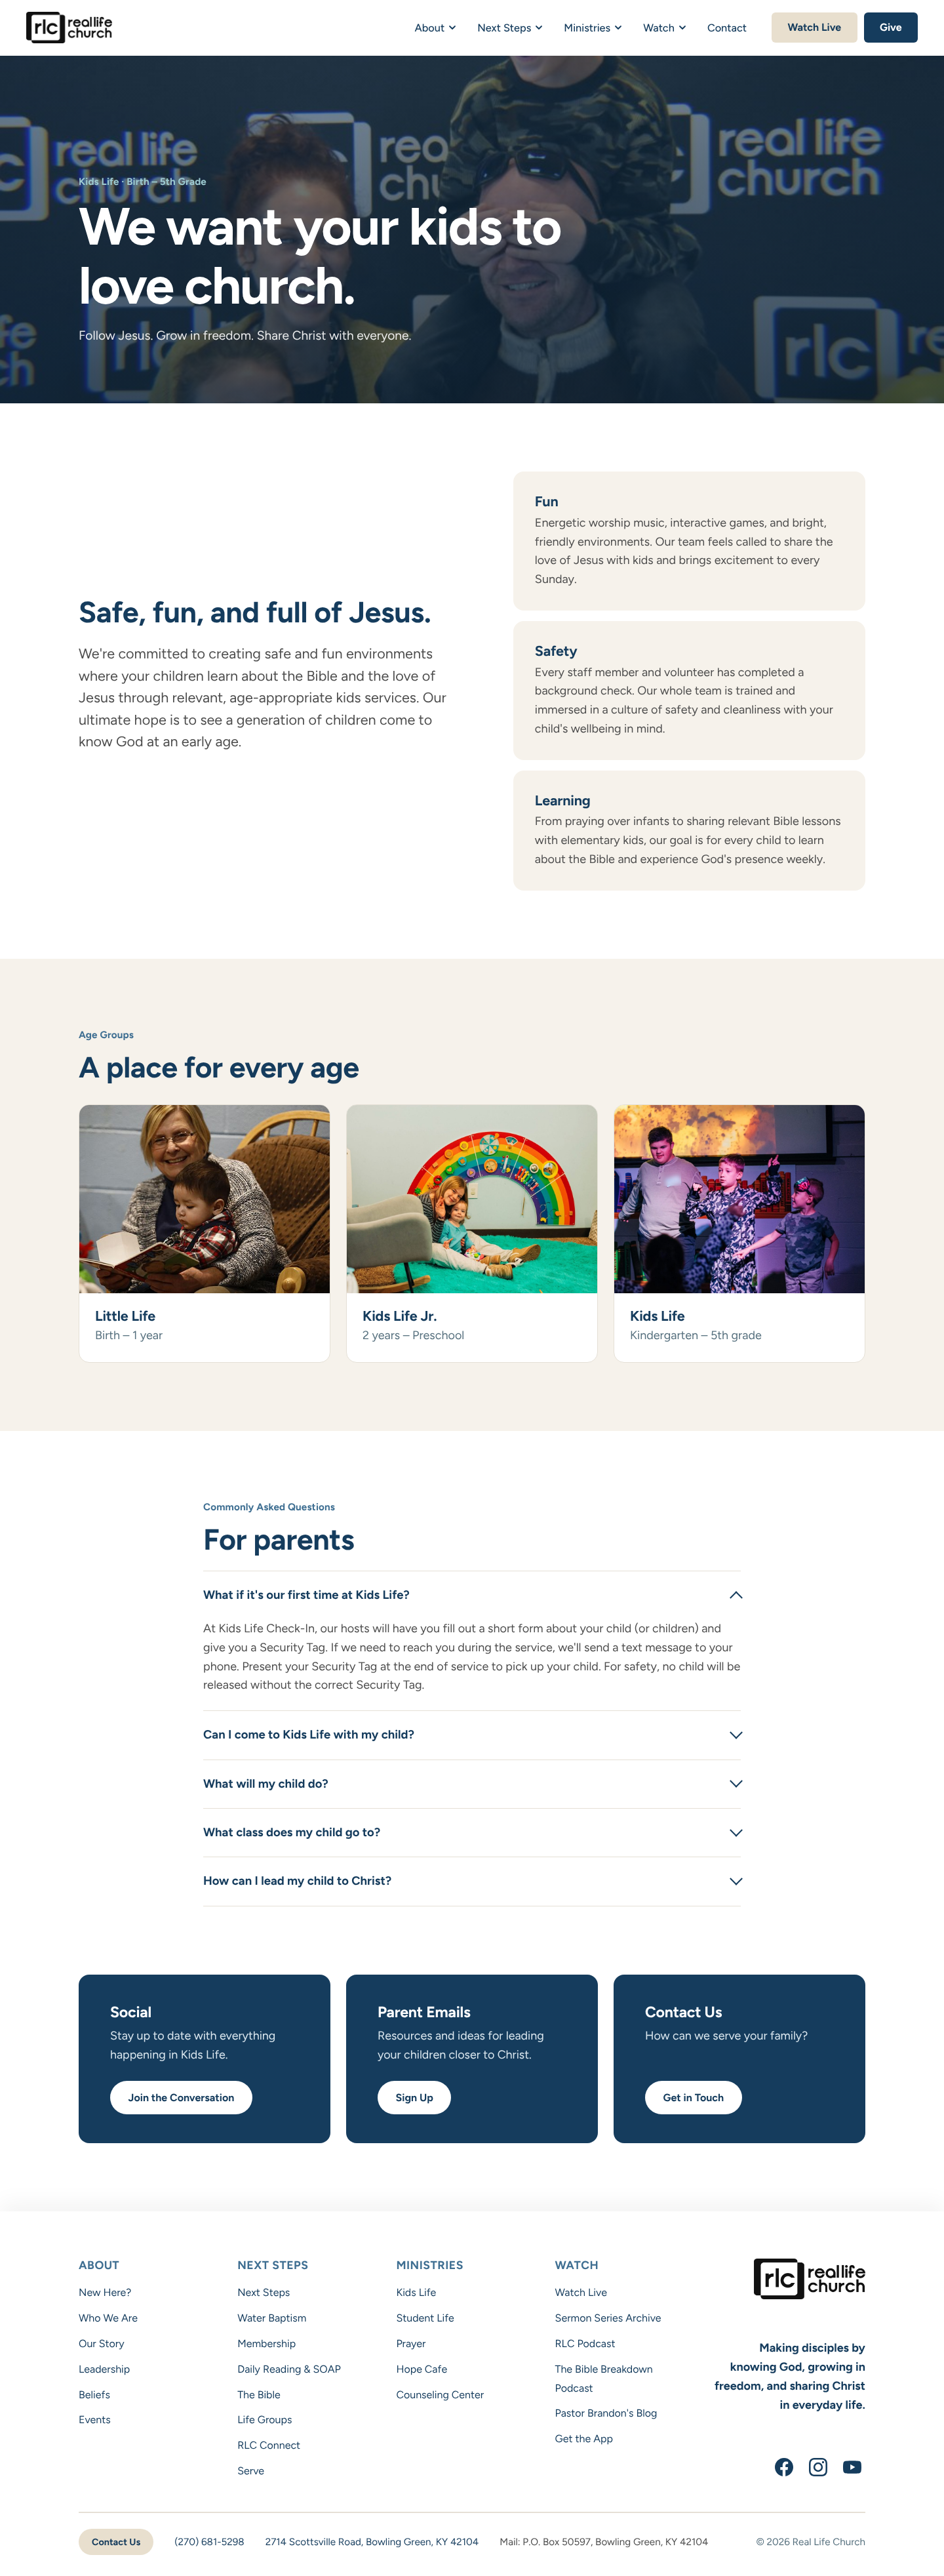 rlc reallife church
About
Next Steps
Ministries
Watch
Contact
Watch Live
Give
real life
church
reo
ch
real life
church
Kids Life · Birth – 5th Grade
We want your kids to
love church.
Follow Jesus. Grow in freedom. Share Christ with everyone.
rlc
rlc
Safe, fun, and full of Jesus.
We're committed to creating safe and fun environments
where your children learn about the Bible and the love of
Jesus through relevant, age-appropriate kids services. Our
ultimate hope is to see a generation of children come to
know God at an early age.
Fun
Energetic worship music, interactive games, and bright,
friendly environments. Our team feels called to share the
love of Jesus with kids and brings excitement to every
Sunday.
Safety
Every staff member and volunteer has completed a
background check. Our whole team is trained and
immersed in a culture of safety and cleanliness with your
child's wellbeing in mind.
Learning
From praying over infants to sharing relevant Bible lessons
with elementary kids, our goal is for every child to learn
about the Bible and experience God's presence weekly.
Age Groups
A place for every age
Little Life
Birth – 1 year
Kids Life Jr.
2 years – Preschool
Kids Life
Kindergarten – 5th grade
Commonly Asked Questions
For parents
What if it's our first time at Kids Life?
At Kids Life Check-In, our hosts will have you fill out a short form about your child (or children) and
give you a Security Tag. If we need to reach you during the service, we'll send a text message to your
phone. Present your Security Tag at the end of service to pick up your child. For safety, no child will be
released without the correct Security Tag.
Can I come to Kids Life with my child?
What will my child do?
What class does my child go to?
How can I lead my child to Christ?
Social
Stay up to date with everything
happening in Kids Life.
Join the Conversation
Parent Emails
Resources and ideas for leading
your children closer to Christ.
Sign Up
Contact Us
How can we serve your family?
Get in Touch
ABOUT
New Here?
Who We Are
Our Story
Leadership
Beliefs
Events
NEXT STEPS
Next Steps
Water Baptism
Membership
Daily Reading & SOAP
The Bible
Life Groups
RLC Connect
Serve
MINISTRIES
Kids Life
Student Life
Prayer
Hope Cafe
Counseling Center
WATCH
Watch Live
Sermon Series Archive
RLC Podcast
The Bible Breakdown
Podcast
Pastor Brandon's Blog
Get the App
rlc reallife church
Making disciples by
knowing God, growing in
freedom, and sharing Christ
in everyday life.
Contact Us
(270) 681-5298
2714 Scottsville Road, Bowling Green, KY 42104
Mail: P.O. Box 50597, Bowling Green, KY 42104
© 2026 Real Life Church